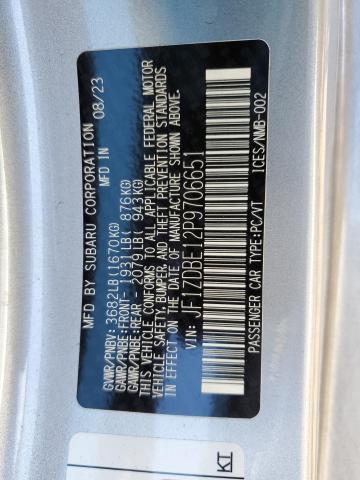 MFD BY SUBARU CORPORATION 08/23
MFD IN
GVWR/PNBV: 3682LB(1670KG)
GAWR/PNBE:FRONT- 1931LB( 876KG)
GAWR/PNBE:REAR - 2079LB( 943KG)
THIS VEHICLE CONFORMS TO ALL APPLICABLE FEDERAL MOTOR
VEHICLE SAFETY, BUMPER, AND THEFT PREVENTION STANDARDS
IN EFFECT ON THE DATE OF MANUFACTURE SHOWN ABOVE.
VIN: JF1ZDBE12P9706651
PASSENGER CAR TYPE:PC/VT
ICES/NMB-002
KI